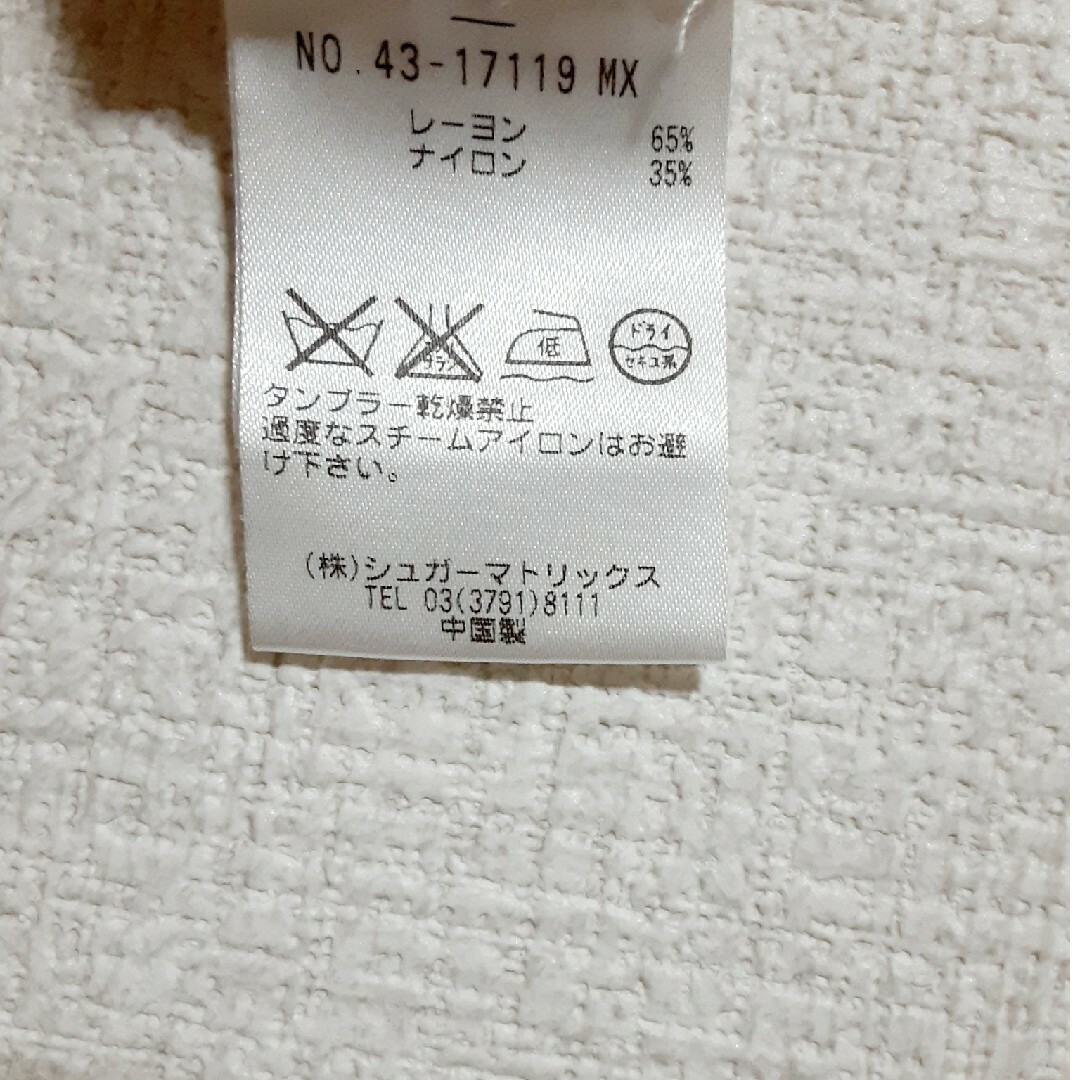 NO.43-17119 MX
レーヨン 65%
ナイロン 35%
低 ドライ
セキユ系
タンブラー乾燥禁止
過度なスチームアイロンはお避
け下さい。
(株)シュガーマトリックス
TEL 03(3791)8111
中国製